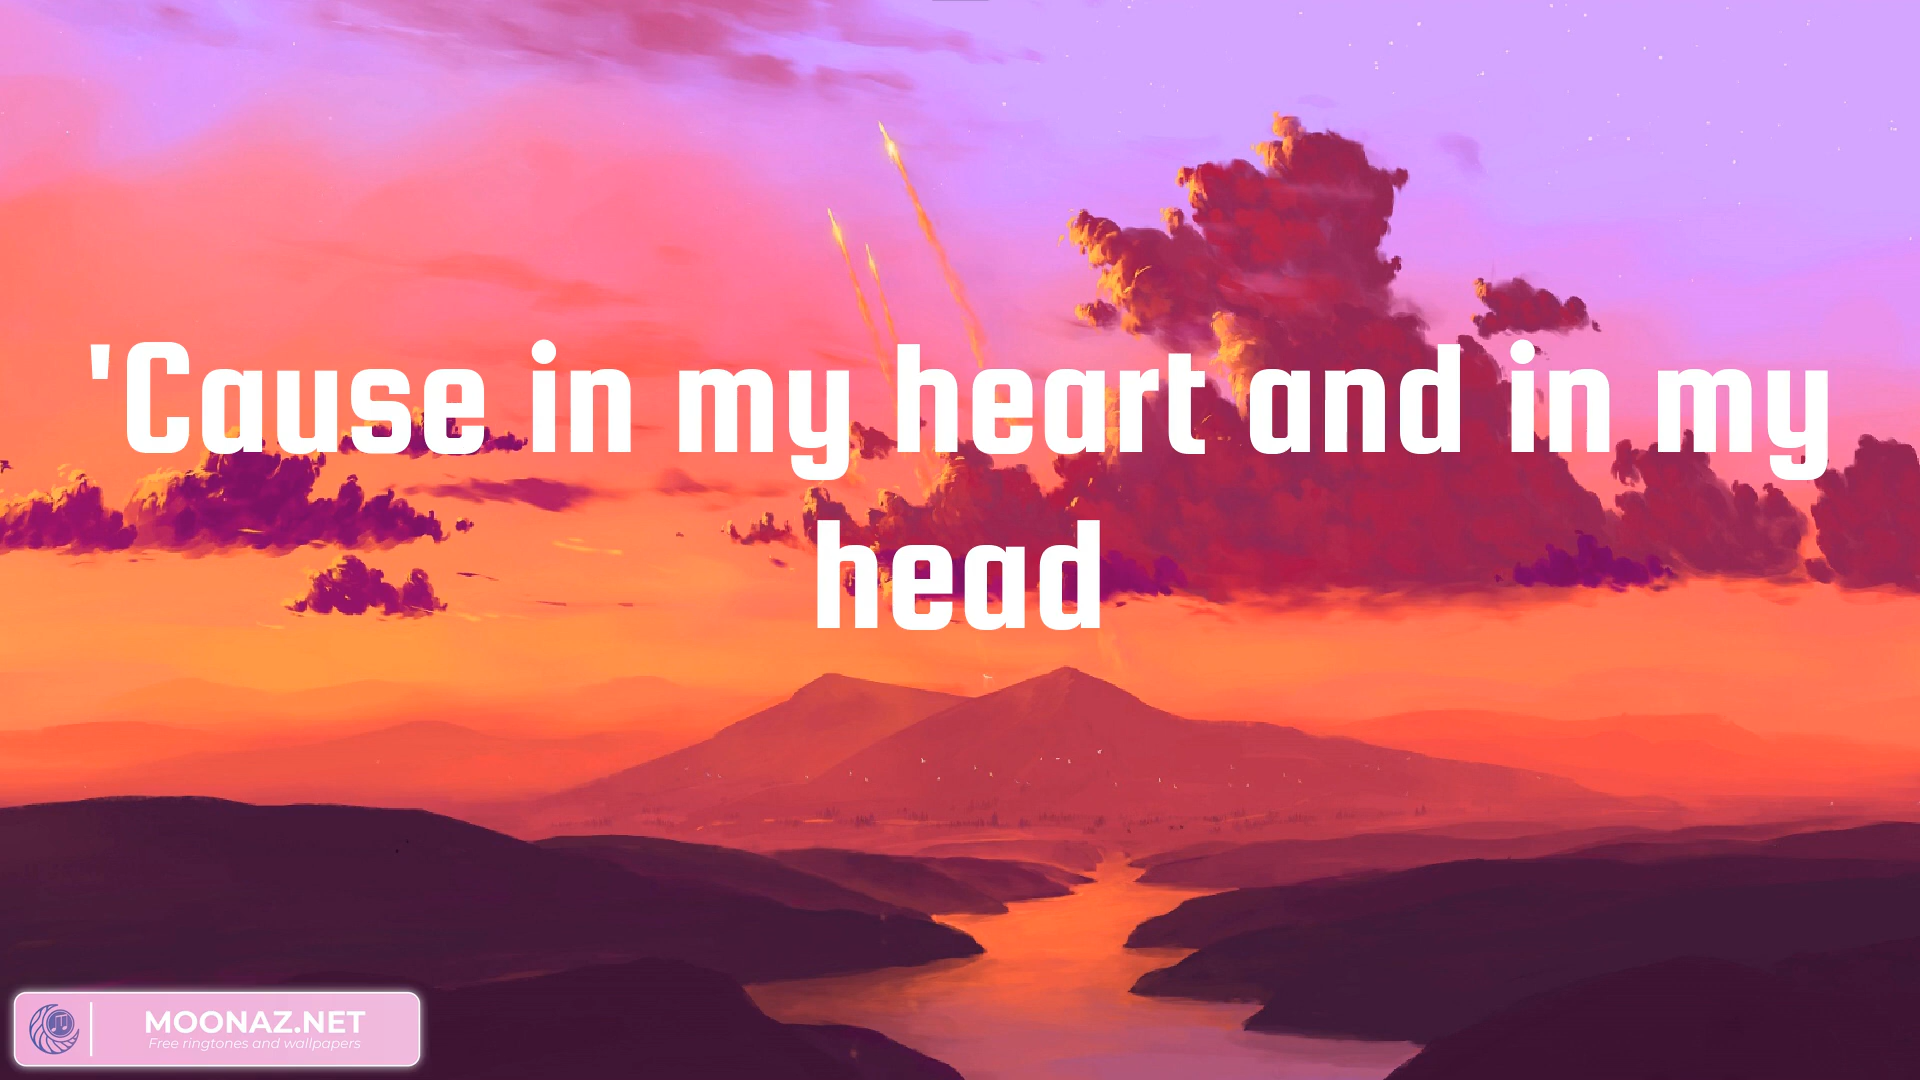 'Cause in my heart and in my
head
MOONAZ.NET
Free ringtones and wallpapers